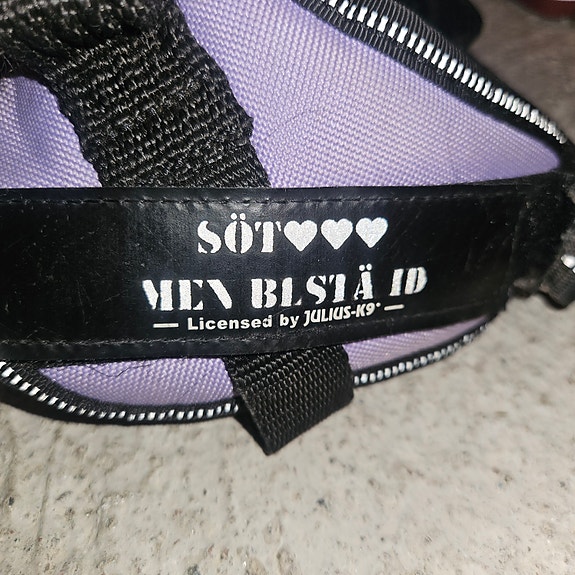 SÖT♥♥♥
MEN BLSTÄ ID
— Licensed by JULIUS-K9® —